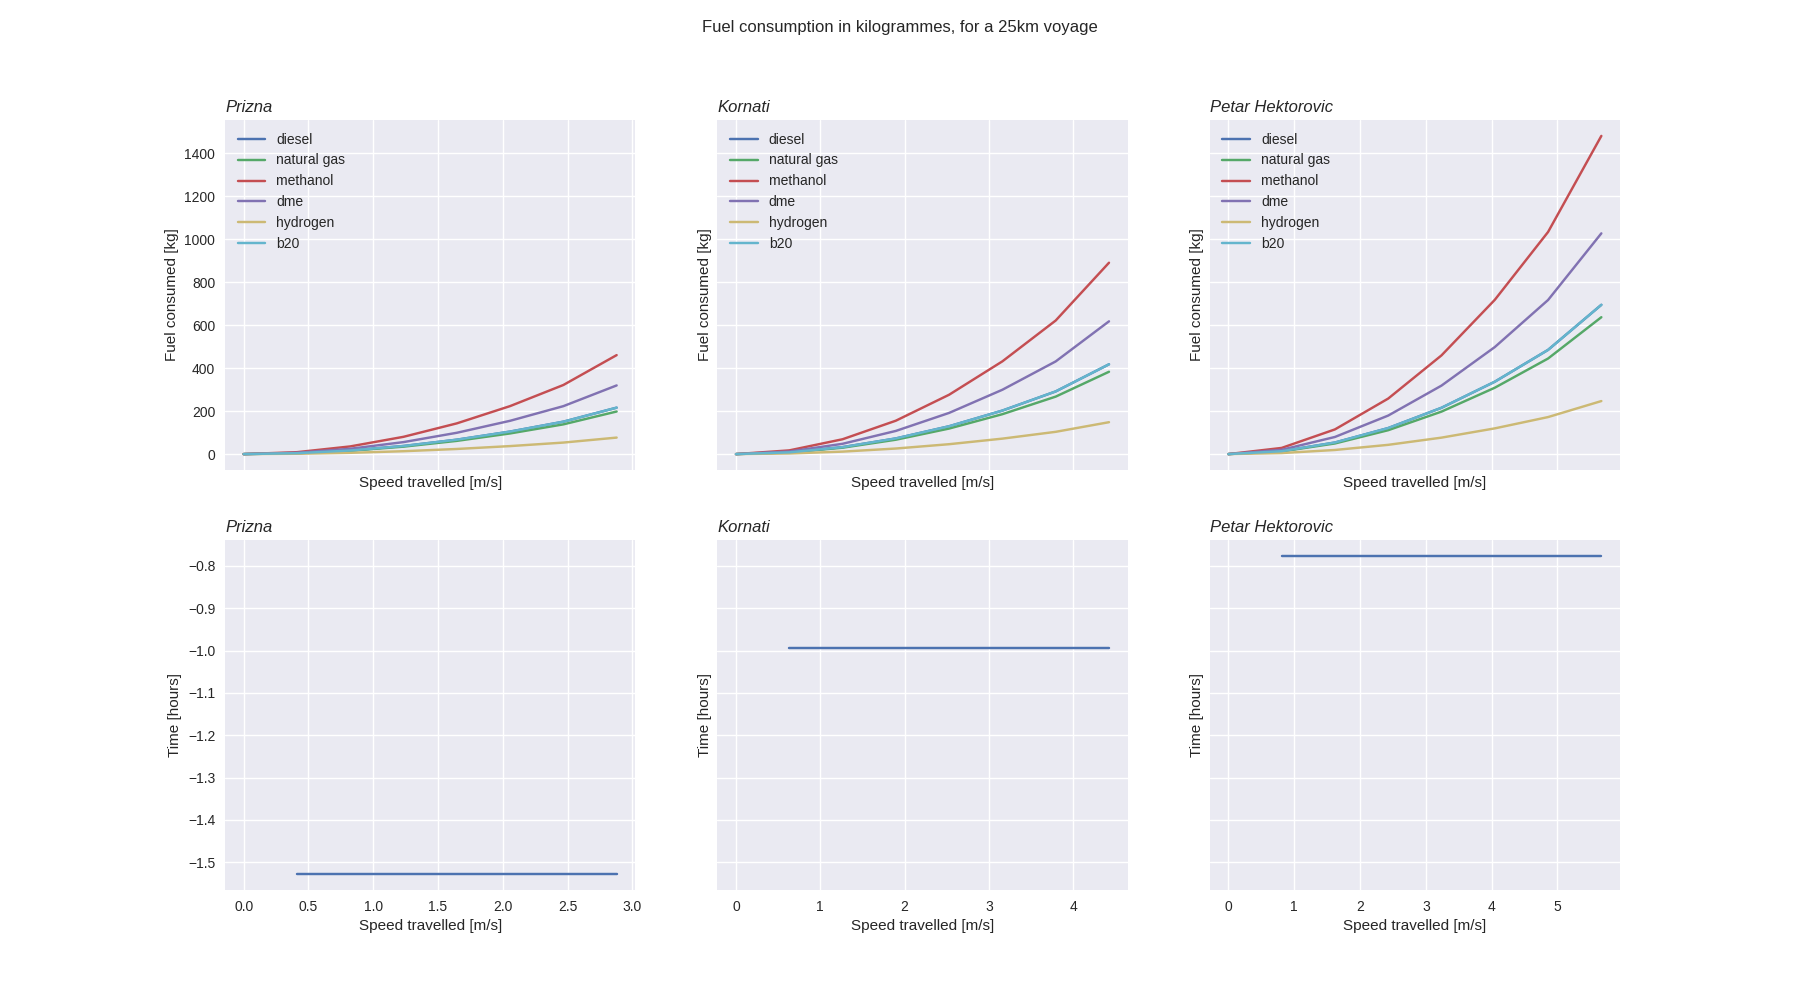 Fuel consumption in kilogrammes, for a 25km voyage
Prizna
diesel
natural gas
methanol
dme
hydrogen
b20
1400
1200
1000
800
600
400
200
0
Fuel consumed [kg]
Speed travelled [m/s]
Kornati
diesel
natural gas
methanol
dme
hydrogen
b20
Fuel consumed [kg]
Speed travelled [m/s]
Petar Hektorovic
diesel
natural gas
methanol
dme
hydrogen
b20
Fuel consumed [kg]
Speed travelled [m/s]
Prizna
−0.8
−0.9
−1.0
−1.1
−1.2
−1.3
−1.4
−1.5
Time [hours]
0.0 0.5 1.0 1.5 2.0 2.5 3.0
Speed travelled [m/s]
Kornati
Time [hours]
0 1 2 3 4
Speed travelled [m/s]
Petar Hektorovic
Time [hours]
0 1 2 3 4 5
Speed travelled [m/s]